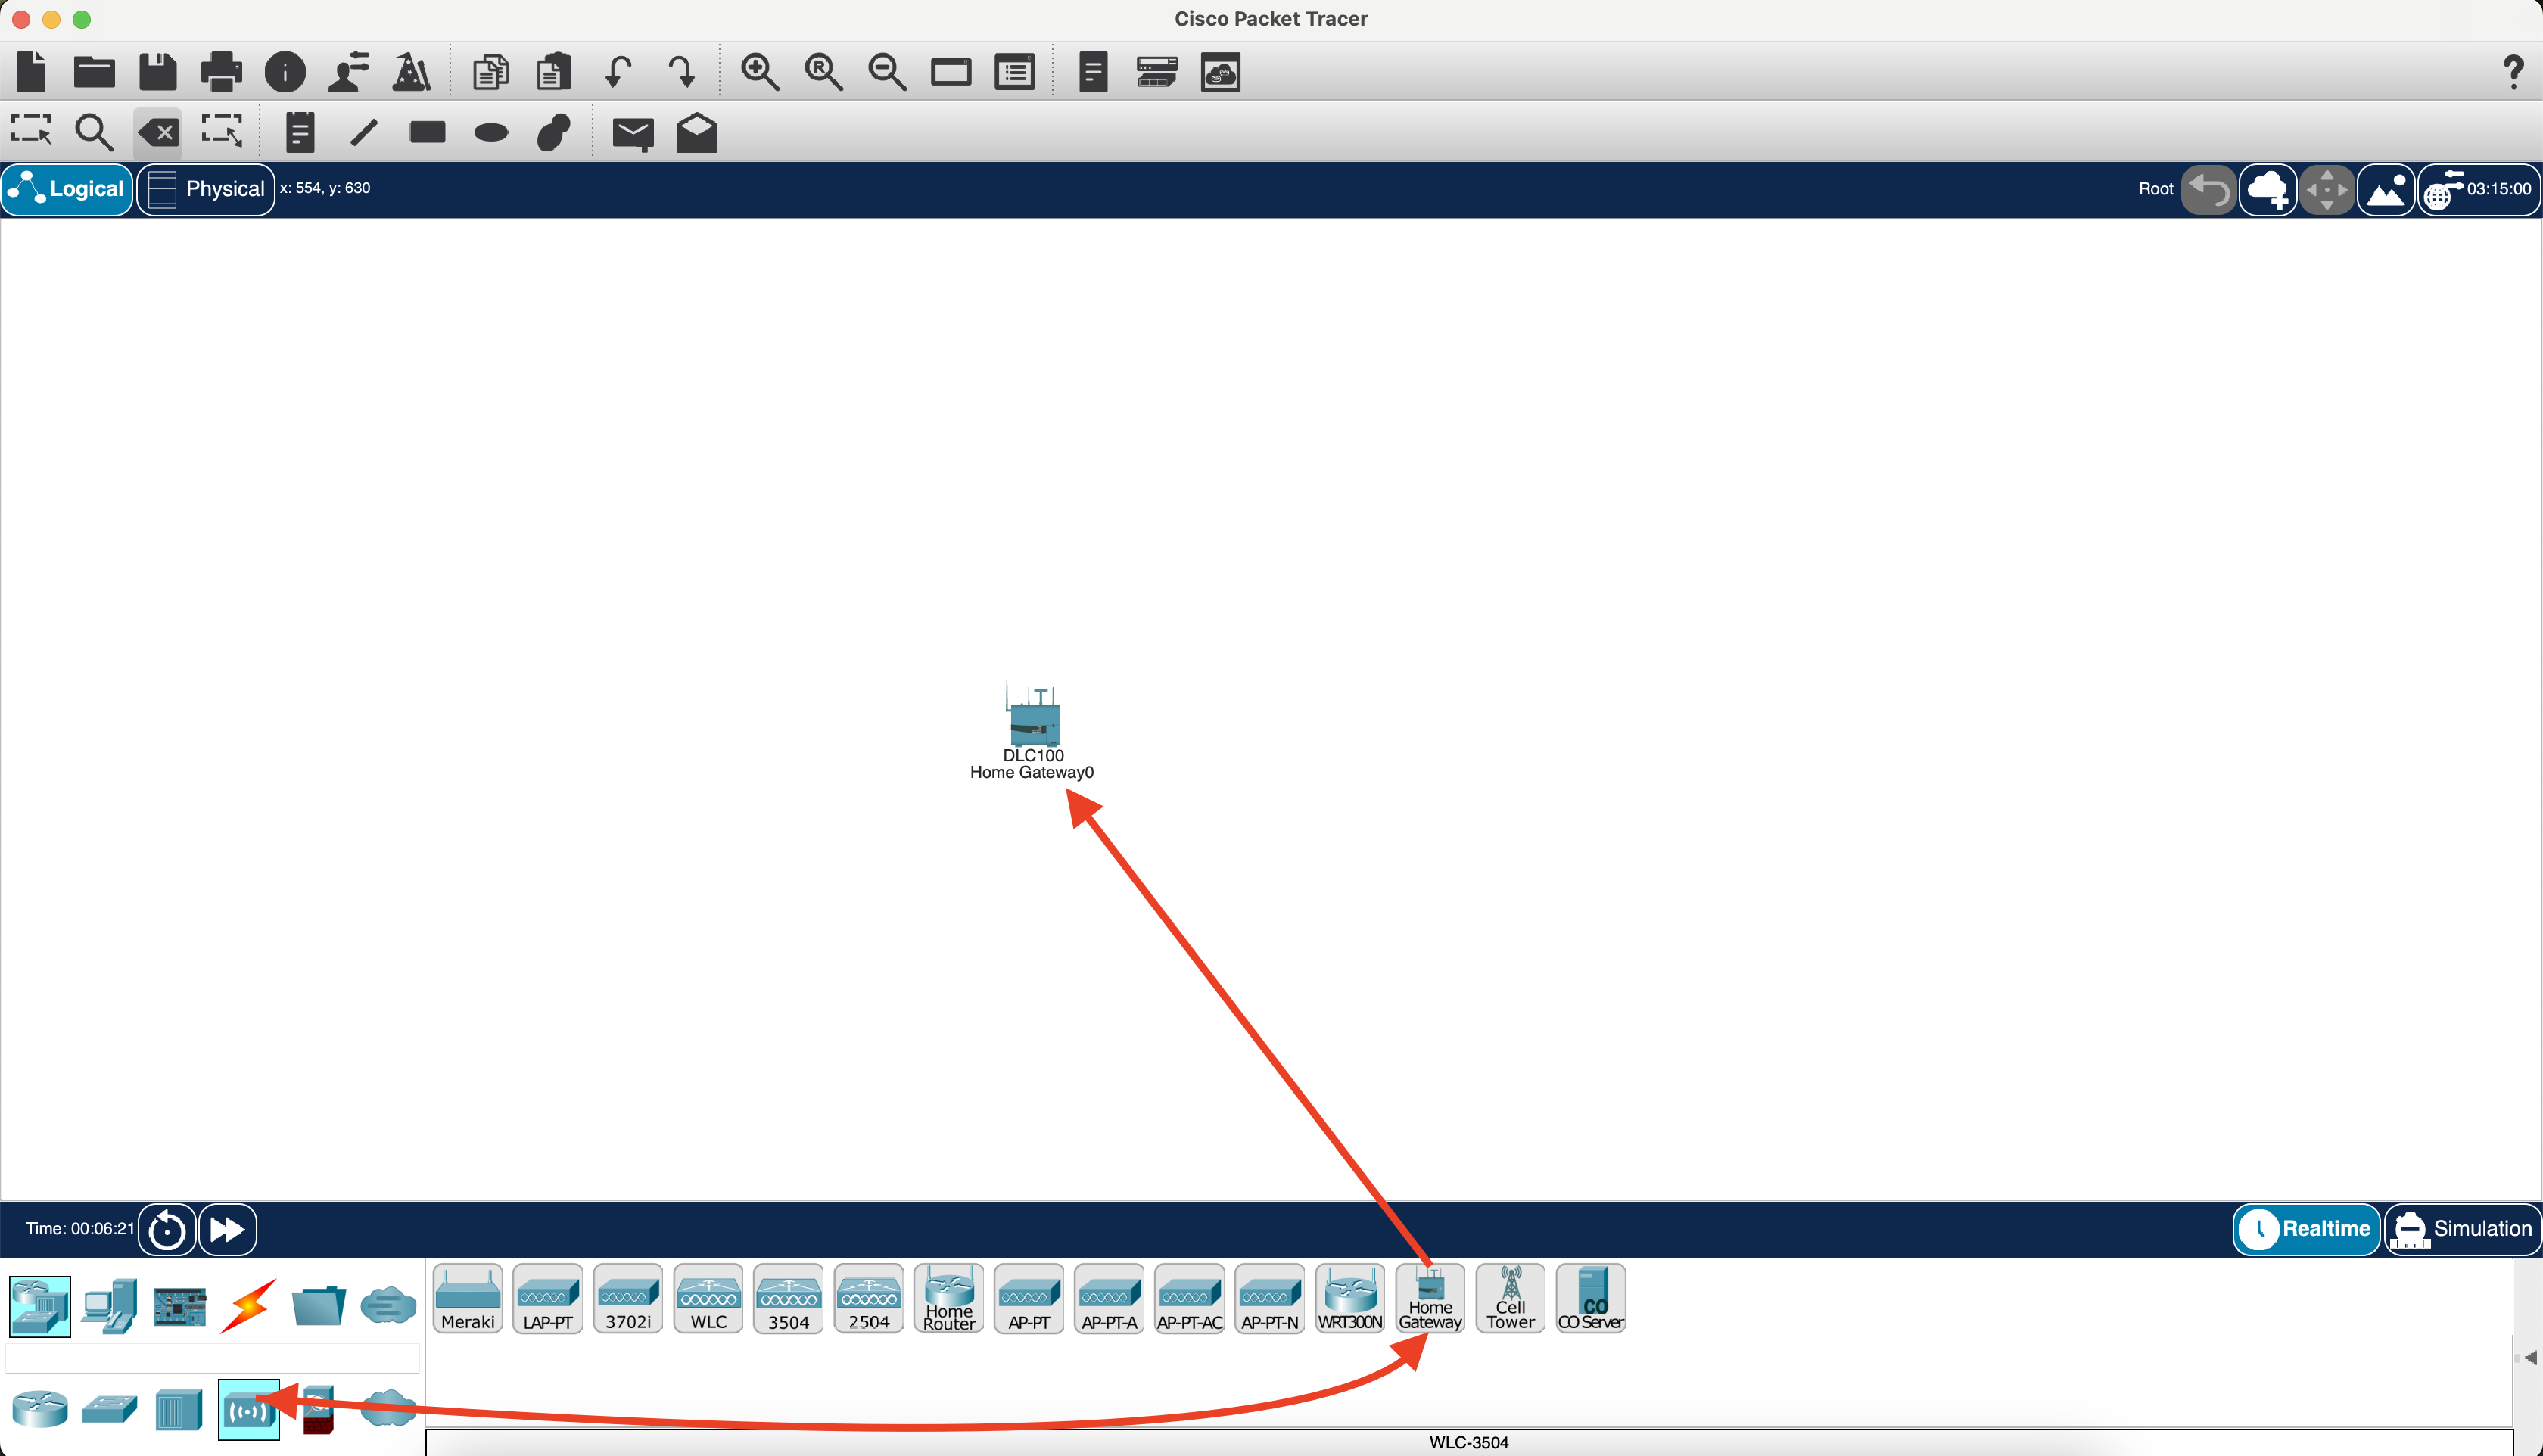 Cisco Packet Tracer
Logical
Physical
x: 554, y: 630
Root
03:15:00
DLC100
Home Gateway0
Time: 00:06:21
Realtime
Simulation
Meraki
LAP-PT
3702i
WLC
3504
2504
Home
Router
AP-PT
AP-PT-A
AP-PT-AC
AP-PT-N
WRT300N
Home
Gateway
Cell
Tower
CO
CO Server
WLC-3504